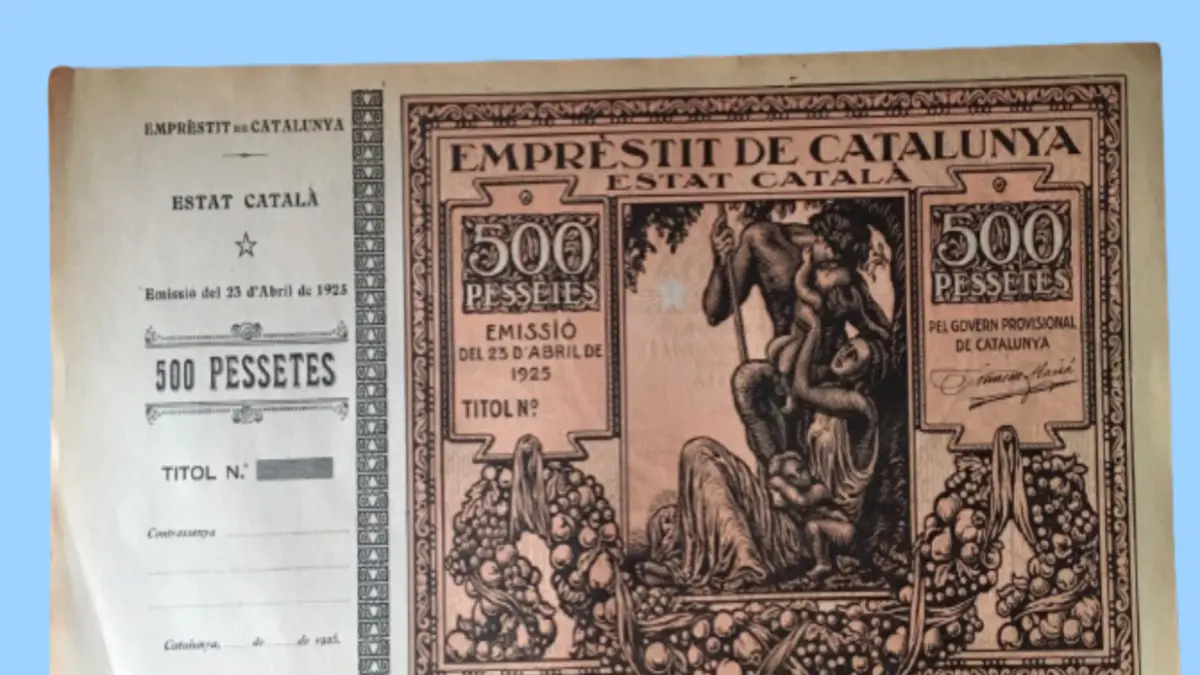 EMPRÈSTIT DE CATALUNYA
ESTAT CATALÀ
Emissió del 23 d'Abril de 1925
500 PESSETES
TITOL N.º
Contrassenya
Catalunya, de de 1925.
EMPRÈSTIT DE CATALUNYA
ESTAT CATALÀ
500
PESSETES
EMISSIÓ
DEL 23 D'ABRIL DE
1925
TITOL Nº
500
PESSETES
PEL GOVERN PROVISIONAL
DE CATALUNYA
Francesc Macià